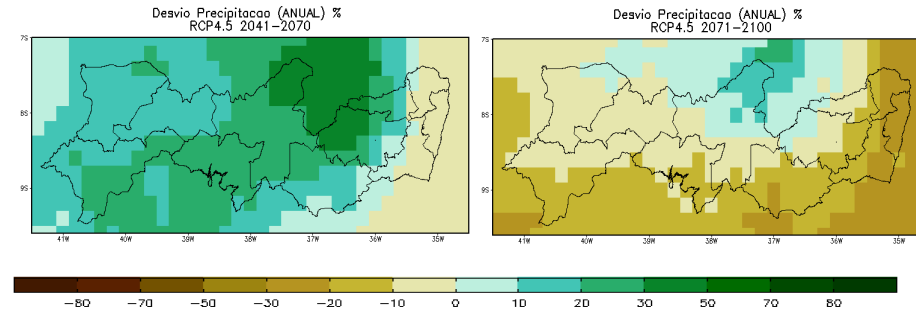 Desvio Precipitacao (ANUAL) %
RCP4.5 2041-2070
7S
8S
9S
41W 40W 39W 38W 37W 36W 35W
Desvio Precipitacao (ANUAL) %
RCP4.5 2071-2100
7S
8S
9S
41W 40W 39W 38W 37W 36W 35W
-80 -70 -50 -30 -20 -10 0 10 20 30 50 70 80